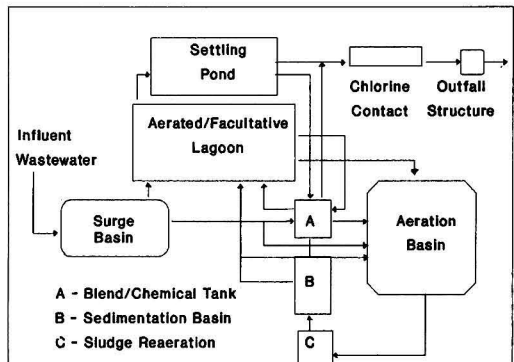 Settling
Pond
Chlorine
Contact
Outfall
Structure
Aerated/Facultative
Lagoon
Influent
Wastewater
Surge
Basin
A
Aeration
Basin
B
C
A - Blend/Chemical Tank
B - Sedimentation Basin
C - Sludge Reaeration